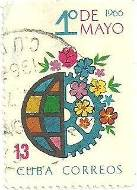 1º DE 1966
MAYO
13
CUBA CORREOS